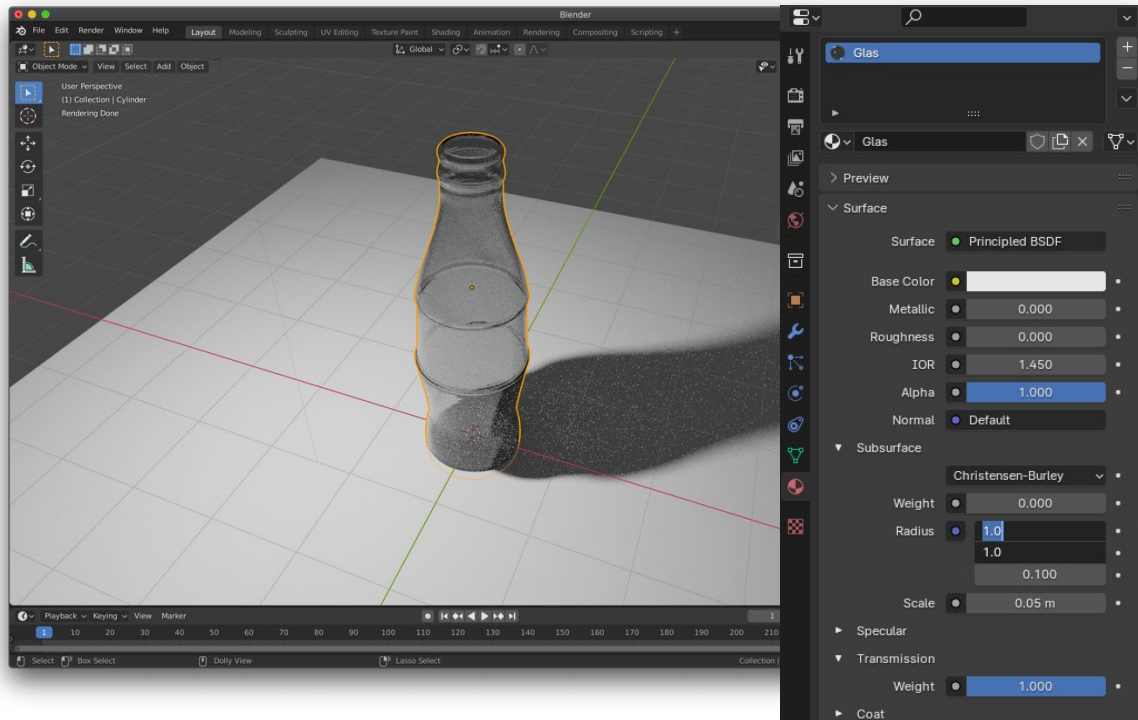 Blender
File Edit Render Window Help
Layout Modeling Sculpting UV Editing Texture Paint Shading Animation Rendering Compositing Scripting +
Global
Object Mode View Select Add Object
User Perspective
(1) Collection | Cylinder
Rendering Done
Playback Keying View Marker
1
1 10 20 30 40 50 60 70 80 90 100 110 120 130 140 150 160 170 180 190 200 210
Select Box Select Dolly View Lasso Select Collection |
Glas
Glas
Preview
Surface
Surface Principled BSDF
Base Color
Metallic 0.000
Roughness 0.000
IOR 1.450
Alpha 1.000
Normal Default
Subsurface
Christensen-Burley
Weight 0.000
Radius 1.0
1.0
0.100
Scale 0.05 m
Specular
Transmission
Weight 1.000
Coat